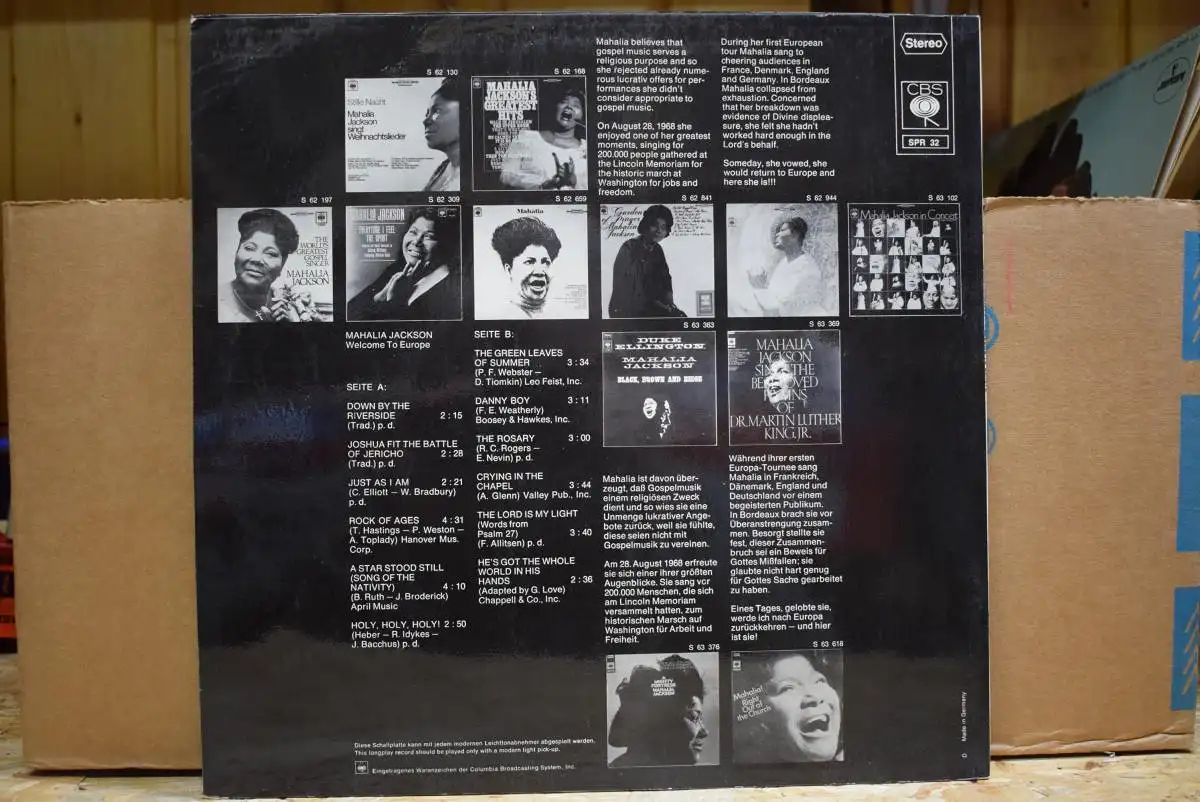 Mahalia believes that
gospel music serves a
religious purpose and so
she rejected already nume-
rous lucrativ offers for per-
formances she didn't
consider appropriate to
gospel music.
On August 28, 1968 she
enjoyed one of her greatest
moments, singing for
200.000 people gathered at
the Lincoln Memoriam for
the historic march at
Washington for jobs and
freedom.
During her first European
tour Mahalia sang to
cheering audiences in
France, Denmark, England
and Germany. In Bordeaux
Mahalia collapsed from
exhaustion. Concerned
that her breakdown was
evidence of Divine displea-
sure, she felt she hadn't
worked hard enough in the
Lord's behalf.
Someday, she vowed, she
would return to Europe and
here she is!!!
Stereo
CBS
SPR 32
S 62 130
Stille Nacht
Mahalia
Jackson
singt
Weihnachtslieder
S 62 168
MAHALIA
JACKSON'S
GREATEST
HITS
S 62 197
THE
WORLD'S
GREATEST
GOSPEL
SINGER
MAHALIA
JACKSON
S 62 309
MAHALIA JACKSON
EVERYTIME I FEEL
THE SPIRIT
S 62 659
Mahalia
S 62 841
Garden
of
Prayer
Mahalia
Jackson
S 62 944
S 63 102
Mahalia Jackson in Concert
S 63 363
DUKE
ELLINGTON
MAHALIA
JACKSON
BLACK, BROWN AND BEIGE
S 63 369
MAHALIA
JACKSON
SINGS THE
BEST-LOVED
HYMNS
OF
DR. MARTIN LUTHER
KING, JR.
MAHALIA JACKSON
Welcome To Europe
SEITE A:
DOWN BY THE
RIVERSIDE 2 : 15
(Trad.) p. d.
JOSHUA FIT THE BATTLE
OF JERICHO 2 : 28
(Trad.) p. d.
JUST AS I AM 2 : 21
(C. Elliott — W. Bradbury)
p. d.
ROCK OF AGES 4 : 31
(T. Hastings — P. Weston —
A. Toplady) Hanover Mus.
Corp.
A STAR STOOD STILL
(SONG OF THE
NATIVITY) 4 : 10
(B. Ruth — J. Broderick)
April Music
HOLY, HOLY, HOLY! 2 : 50
(Heber — R. Idykes —
J. Bacchus) p. d.
SEITE B:
THE GREEN LEAVES
OF SUMMER 3 : 34
(P. F. Webster —
D. Tiomkin) Leo Feist, Inc.
DANNY BOY 3 : 11
(F. E. Weatherly)
Boosey & Hawkes, Inc.
THE ROSARY 3 : 00
(R. C. Rogers —
E. Nevin) p. d.
CRYING IN THE
CHAPEL 3 : 44
(A. Glenn) Valley Pub., Inc.
THE LORD IS MY LIGHT
(Words from
Psalm 27) 3 : 40
(F. Allitsen) p. d.
HE'S GOT THE WHOLE
WORLD IN HIS
HANDS 2 : 36
(Adapted by G. Love)
Chappell & Co., Inc.
Mahalia ist davon über-
zeugt, daß Gospelmusik
einem religiösen Zweck
dient und so wies sie eine
Unmenge lukrativer Ange-
bote zurück, weil sie fühlte,
diese seien nicht mit
Gospelmusik zu vereinen.
Am 28. August 1968 erfreute
sie sich einer ihrer größten
Augenblicke. Sie sang vor
200.000 Menschen, die sich
am Lincoln Memoriam
versammelt hatten, zum
historischen Marsch auf
Washington für Arbeit und
Freiheit.
Während ihrer ersten
Europa-Tournee sang
Mahalia in Frankreich,
Dänemark, England und
Deutschland vor einem
begeisterten Publikum.
In Bordeaux brach sie vor
Überanstrengung zusam-
men. Besorgt stellte sie
fest, dieser Zusammen-
bruch sei ein Beweis für
Gottes Mißfallen; sie
glaubte nicht hart genug
für Gottes Sache gearbeitet
zu haben.
Eines Tages, gelobte sie,
werde ich nach Europa
zurückkehren — und hier
ist sie!
S 63 376
A
MIGHTY
FORTRESS
MAHALIA
JACKSON
S 63 618
Mahalia!
Right
Out of
the Church
Diese Schallplatte kann mit jedem modernen Leichttonabnehmer abgespielt werden.
This longplay record should be played only with a modern light pick-up.
Eingetragenes Warenzeichen der Columbia Broadcasting System, Inc.
D Made in Germany